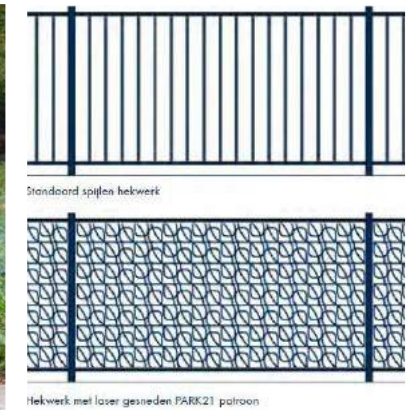 Standaard spijlen hekwerk
Hekwerk met laser gesneden PARK21 patroon